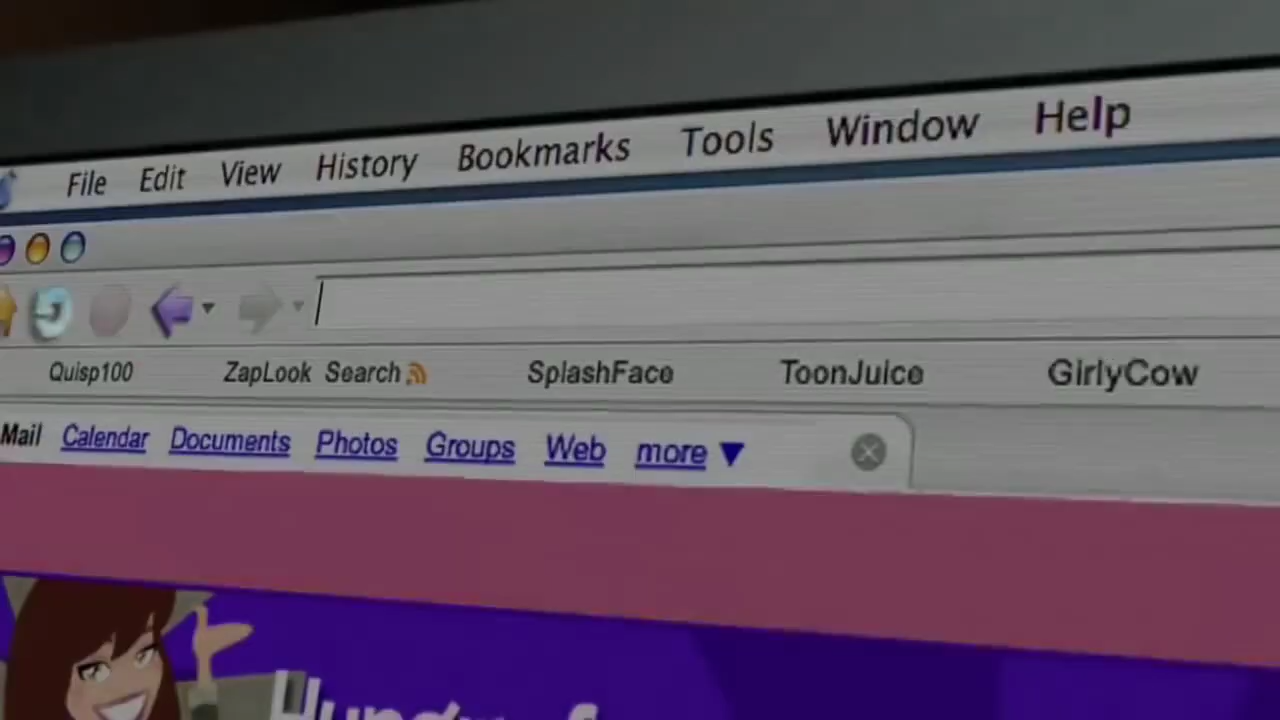 File Edit View History Bookmarks Tools Window Help
Quisp100 ZapLook Search SplashFace ToonJuice GirlyCow
Mail Calendar Documents Photos Groups Web more